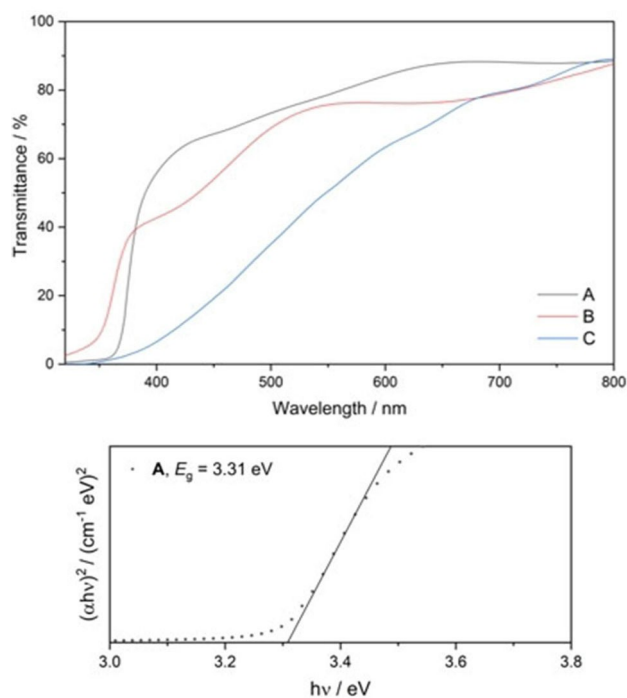 100
80
60
40
20
0
Transmittance / %
A
B
C
400 500 600 700 800
Wavelength / nm
A, Eg = 3.31 eV
(αhν)² / (cm⁻¹ eV)²
3.0 3.2 3.4 3.6 3.8
hν / eV